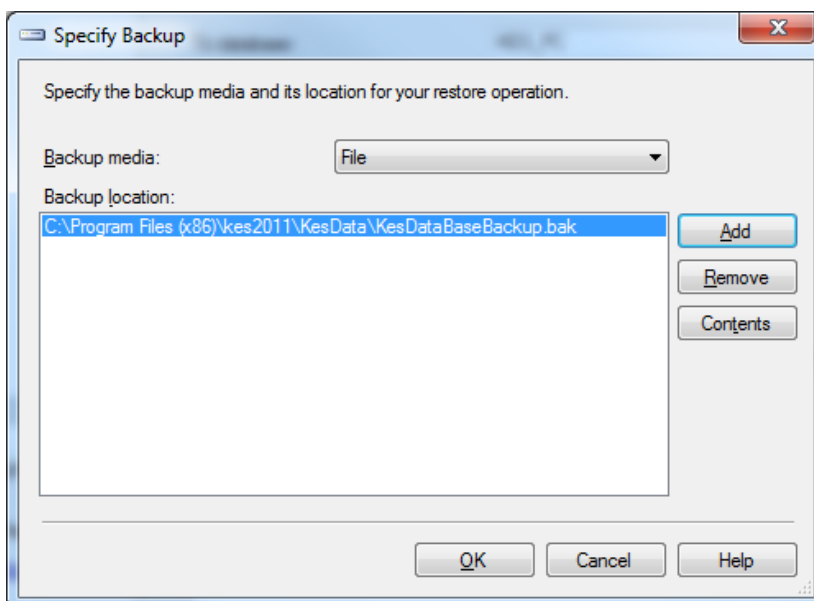 Specify Backup
Specify the backup media and its location for your restore operation.
Backup media:
File
Backup location:
C:\Program Files (x86)\kes2011\KesData\KesDataBaseBackup.bak
Add
Remove
Contents
OK
Cancel
Help